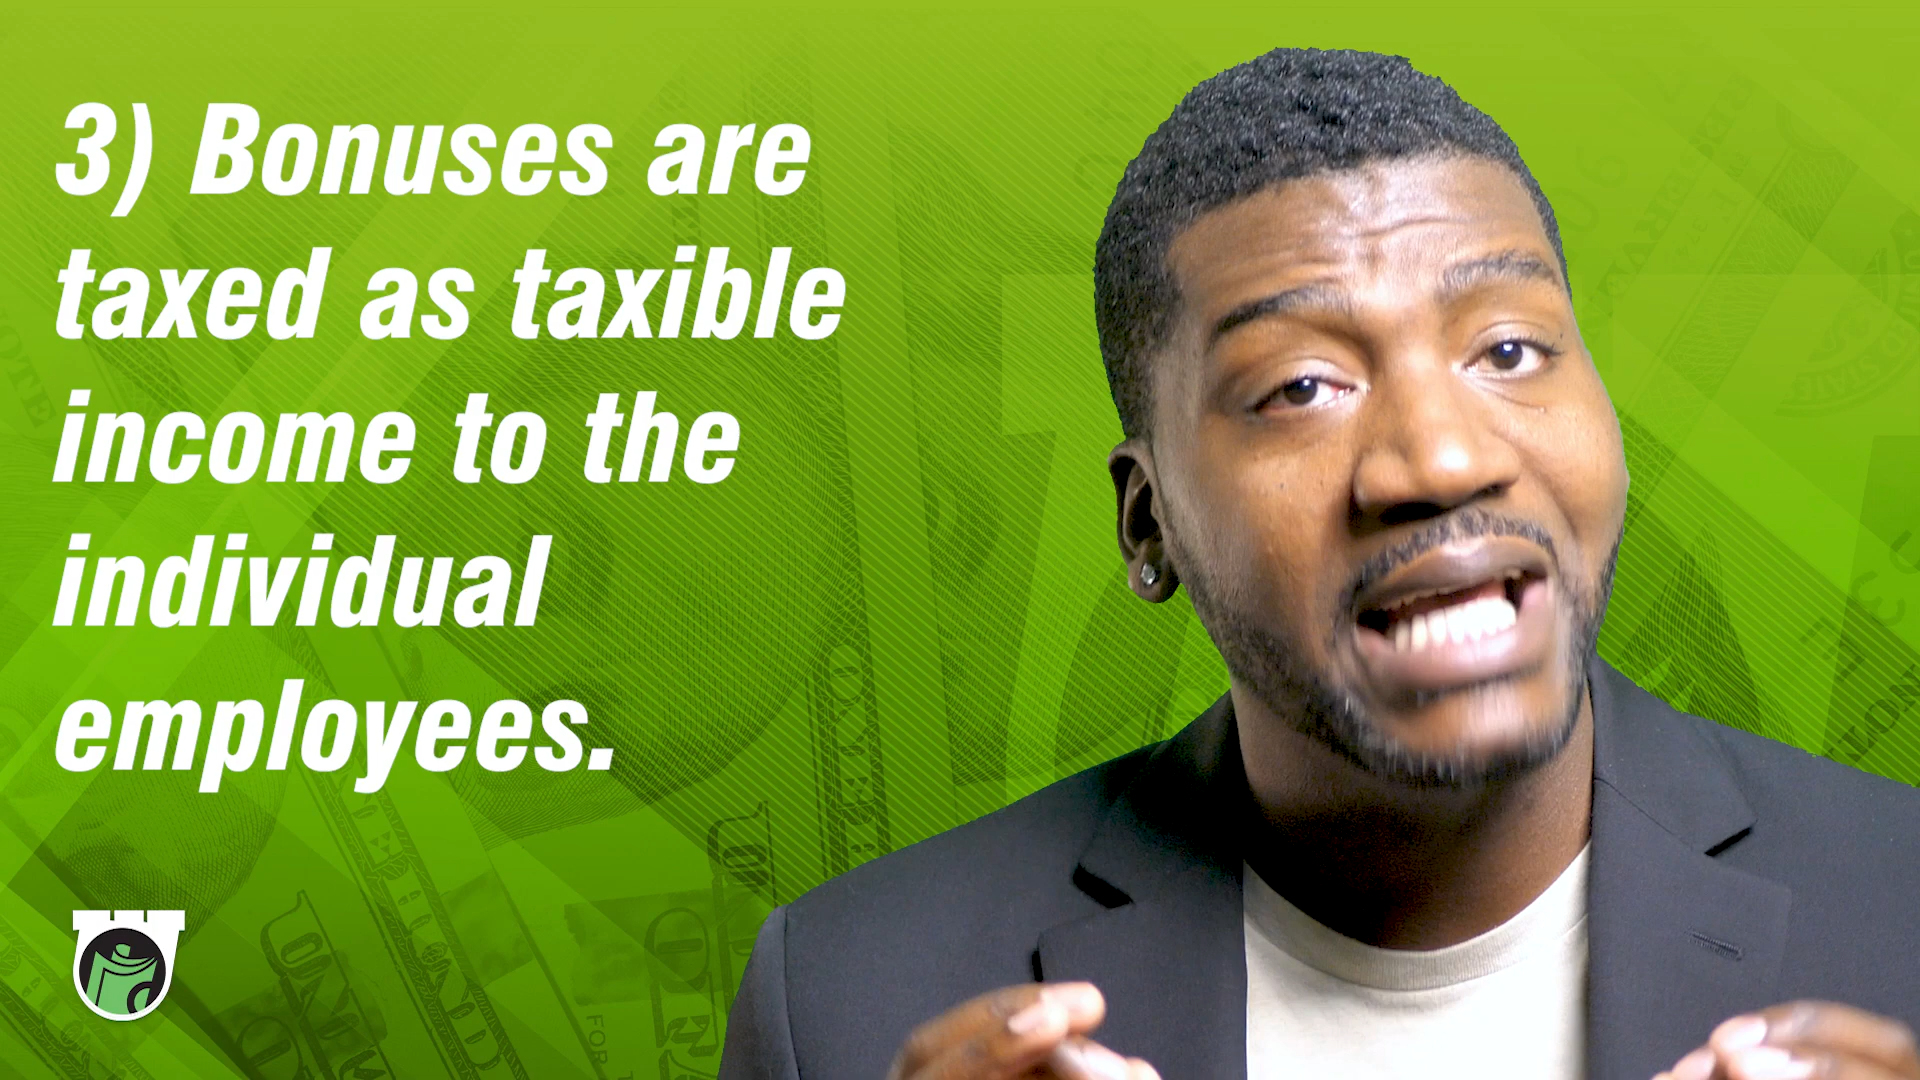 3) Bonuses are
taxed as taxible
income to the
individual
employees.